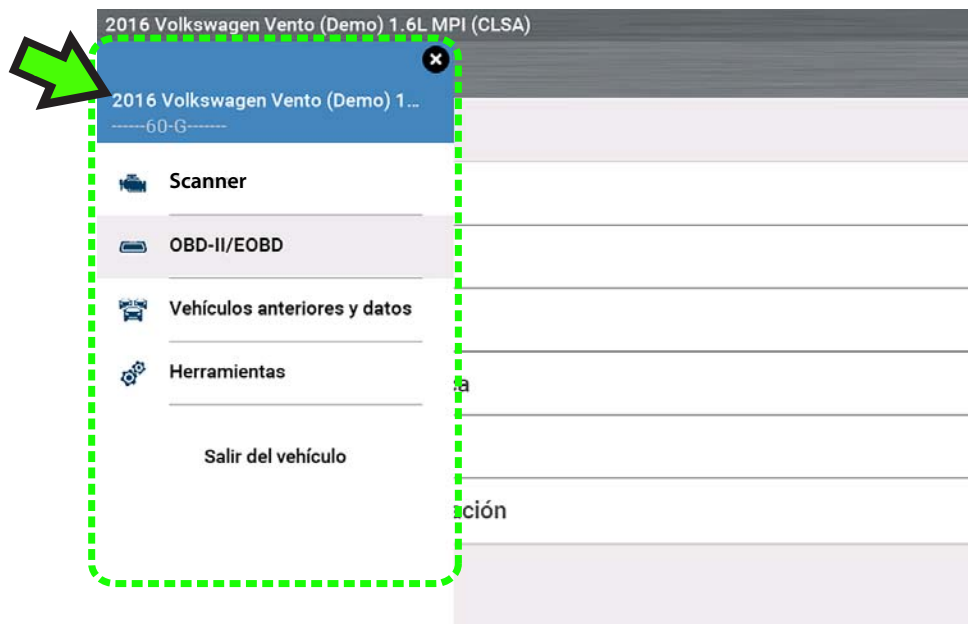 2016 Volkswagen Vento (Demo) 1.6L MPI (CLSA)
2016 Volkswagen Vento (Demo) 1...
------60-G-------
Scanner
OBD-II/EOBD
Vehículos anteriores y datos
Herramientas
ca
Salir del vehículo
ación